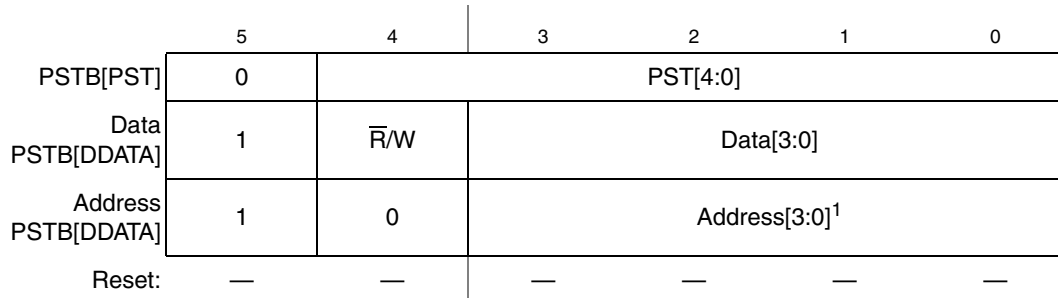 5 4 3 2 1 0
PSTB[PST] 0 PST[4:0]
Data
PSTB[DDATA] 1 R̅/W Data[3:0]
Address
PSTB[DDATA] 1 0 Address[3:0]¹
Reset: — — — — — —